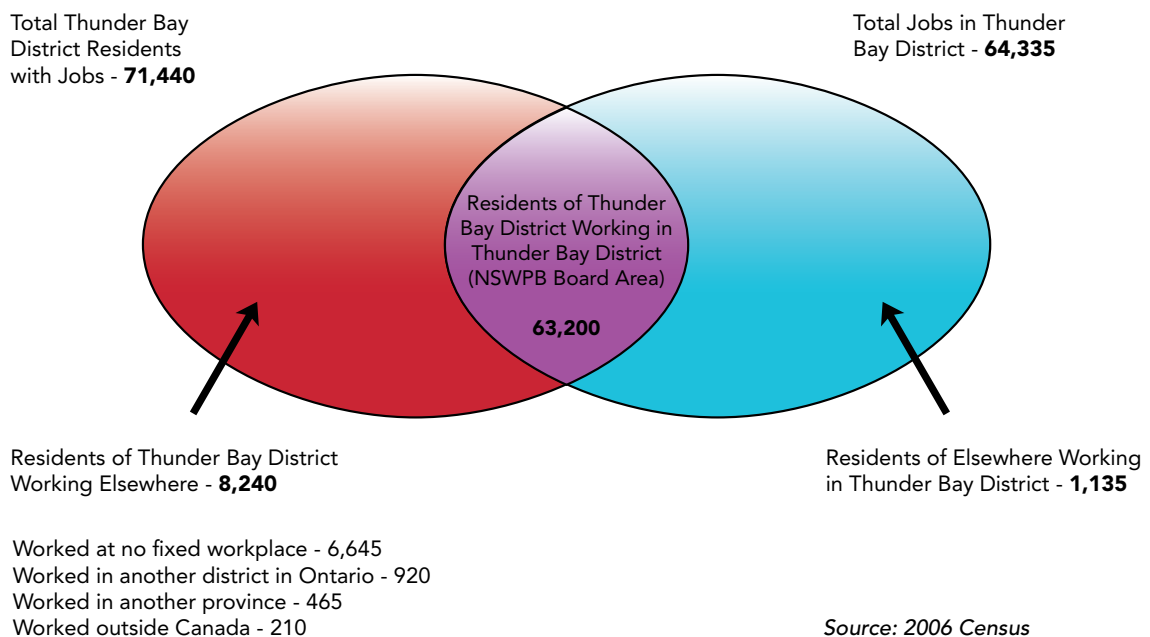 Total Thunder Bay
District Residents
with Jobs - 71,440
Total Jobs in Thunder
Bay District - 64,335
Residents of Thunder
Bay District Working in
Thunder Bay District
(NSWPB Board Area)
63,200
Residents of Thunder Bay District
Working Elsewhere - 8,240
Residents of Elsewhere Working
in Thunder Bay District - 1,135
Worked at no fixed workplace - 6,645
Worked in another district in Ontario - 920
Worked in another province - 465
Worked outside Canada - 210
Source: 2006 Census